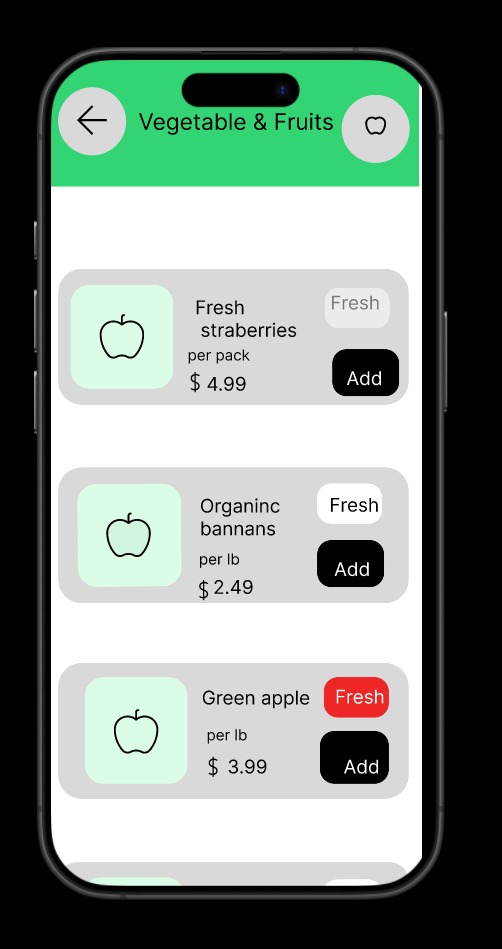 Vegetable & Fruits
Fresh
straberries
Fresh
per pack
$ 4.99
Add
Organinc
bannans
Fresh
per lb
$ 2.49
Add
Green apple
Fresh
per lb
$ 3.99
Add